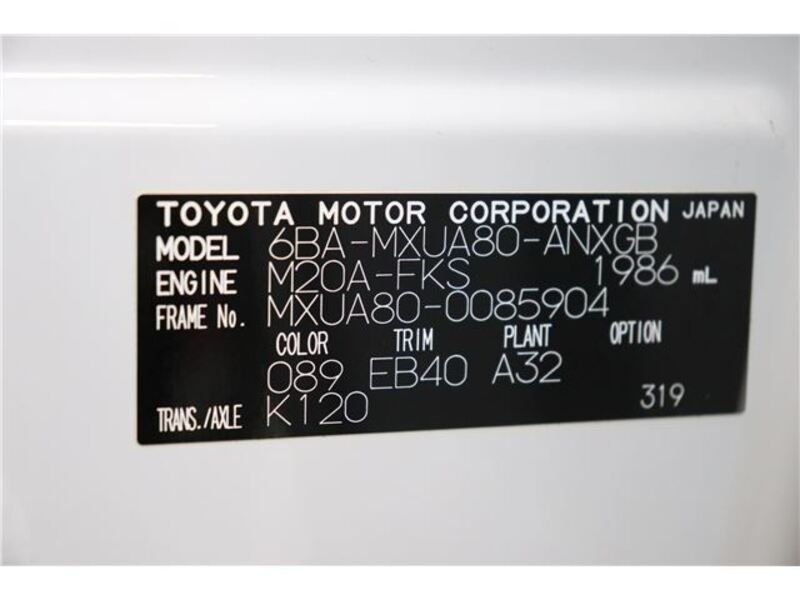 TOYOTA MOTOR CORPORATION JAPAN
MODEL 6BA-MXUA80-ANXGB
ENGINE M20A-FKS 1986 mL
FRAME No. MXUA80-0085904
COLOR TRIM PLANT OPTION
089 EB40 A32
TRANS./AXLE K120 319